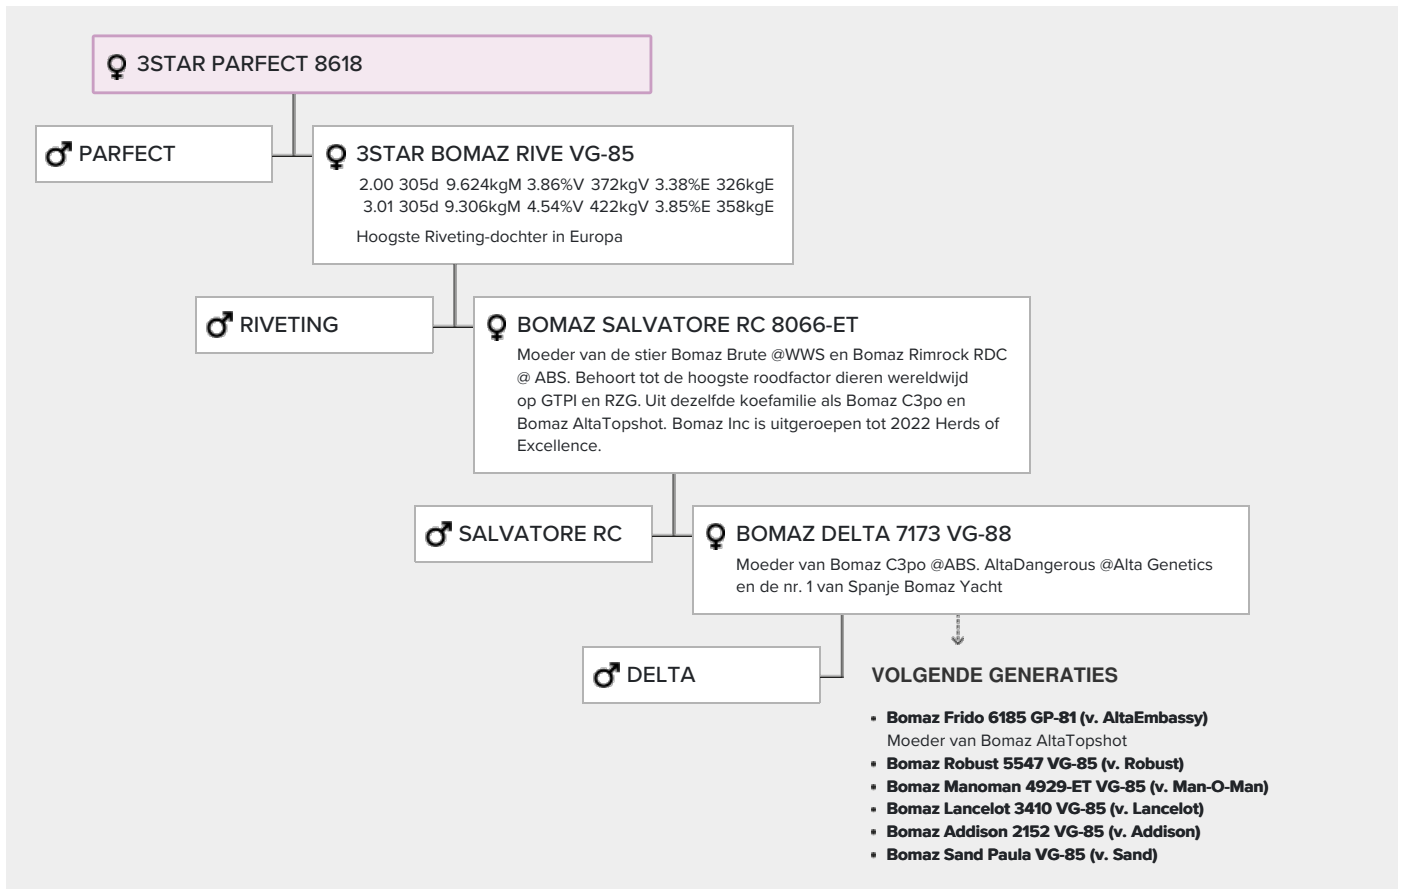 3STAR PARFECT 8618
PARFECT
3STAR BOMAZ RIVE VG-85
2.00 305d 9.624kgM 3.86%V 372kgV 3.38%E 326kgE
3.01 305d 9.306kgM 4.54%V 422kgV 3.85%E 358kgE
Hoogste Riveting-dochter in Europa
RIVETING
BOMAZ SALVATORE RC 8066-ET
Moeder van de stier Bomaz Brute @WWS en Bomaz Rimrock RDC
@ ABS. Behoort tot de hoogste roodfactor dieren wereldwijd
op GTPI en RZG. Uit dezelfde koefamilie als Bomaz C3po en
Bomaz AltaTopshot. Bomaz Inc is uitgeroepen tot 2022 Herds of
Excellence.
SALVATORE RC
BOMAZ DELTA 7173 VG-88
Moeder van Bomaz C3po @ABS. AltaDangerous @Alta Genetics
en de nr. 1 van Spanje Bomaz Yacht
DELTA
VOLGENDE GENERATIES
• Bomaz Frido 6185 GP-81 (v. AltaEmbassy)
Moeder van Bomaz AltaTopshot
• Bomaz Robust 5547 VG-85 (v. Robust)
• Bomaz Manoman 4929-ET VG-85 (v. Man-O-Man)
• Bomaz Lancelot 3410 VG-85 (v. Lancelot)
• Bomaz Addison 2152 VG-85 (v. Addison)
• Bomaz Sand Paula VG-85 (v. Sand)